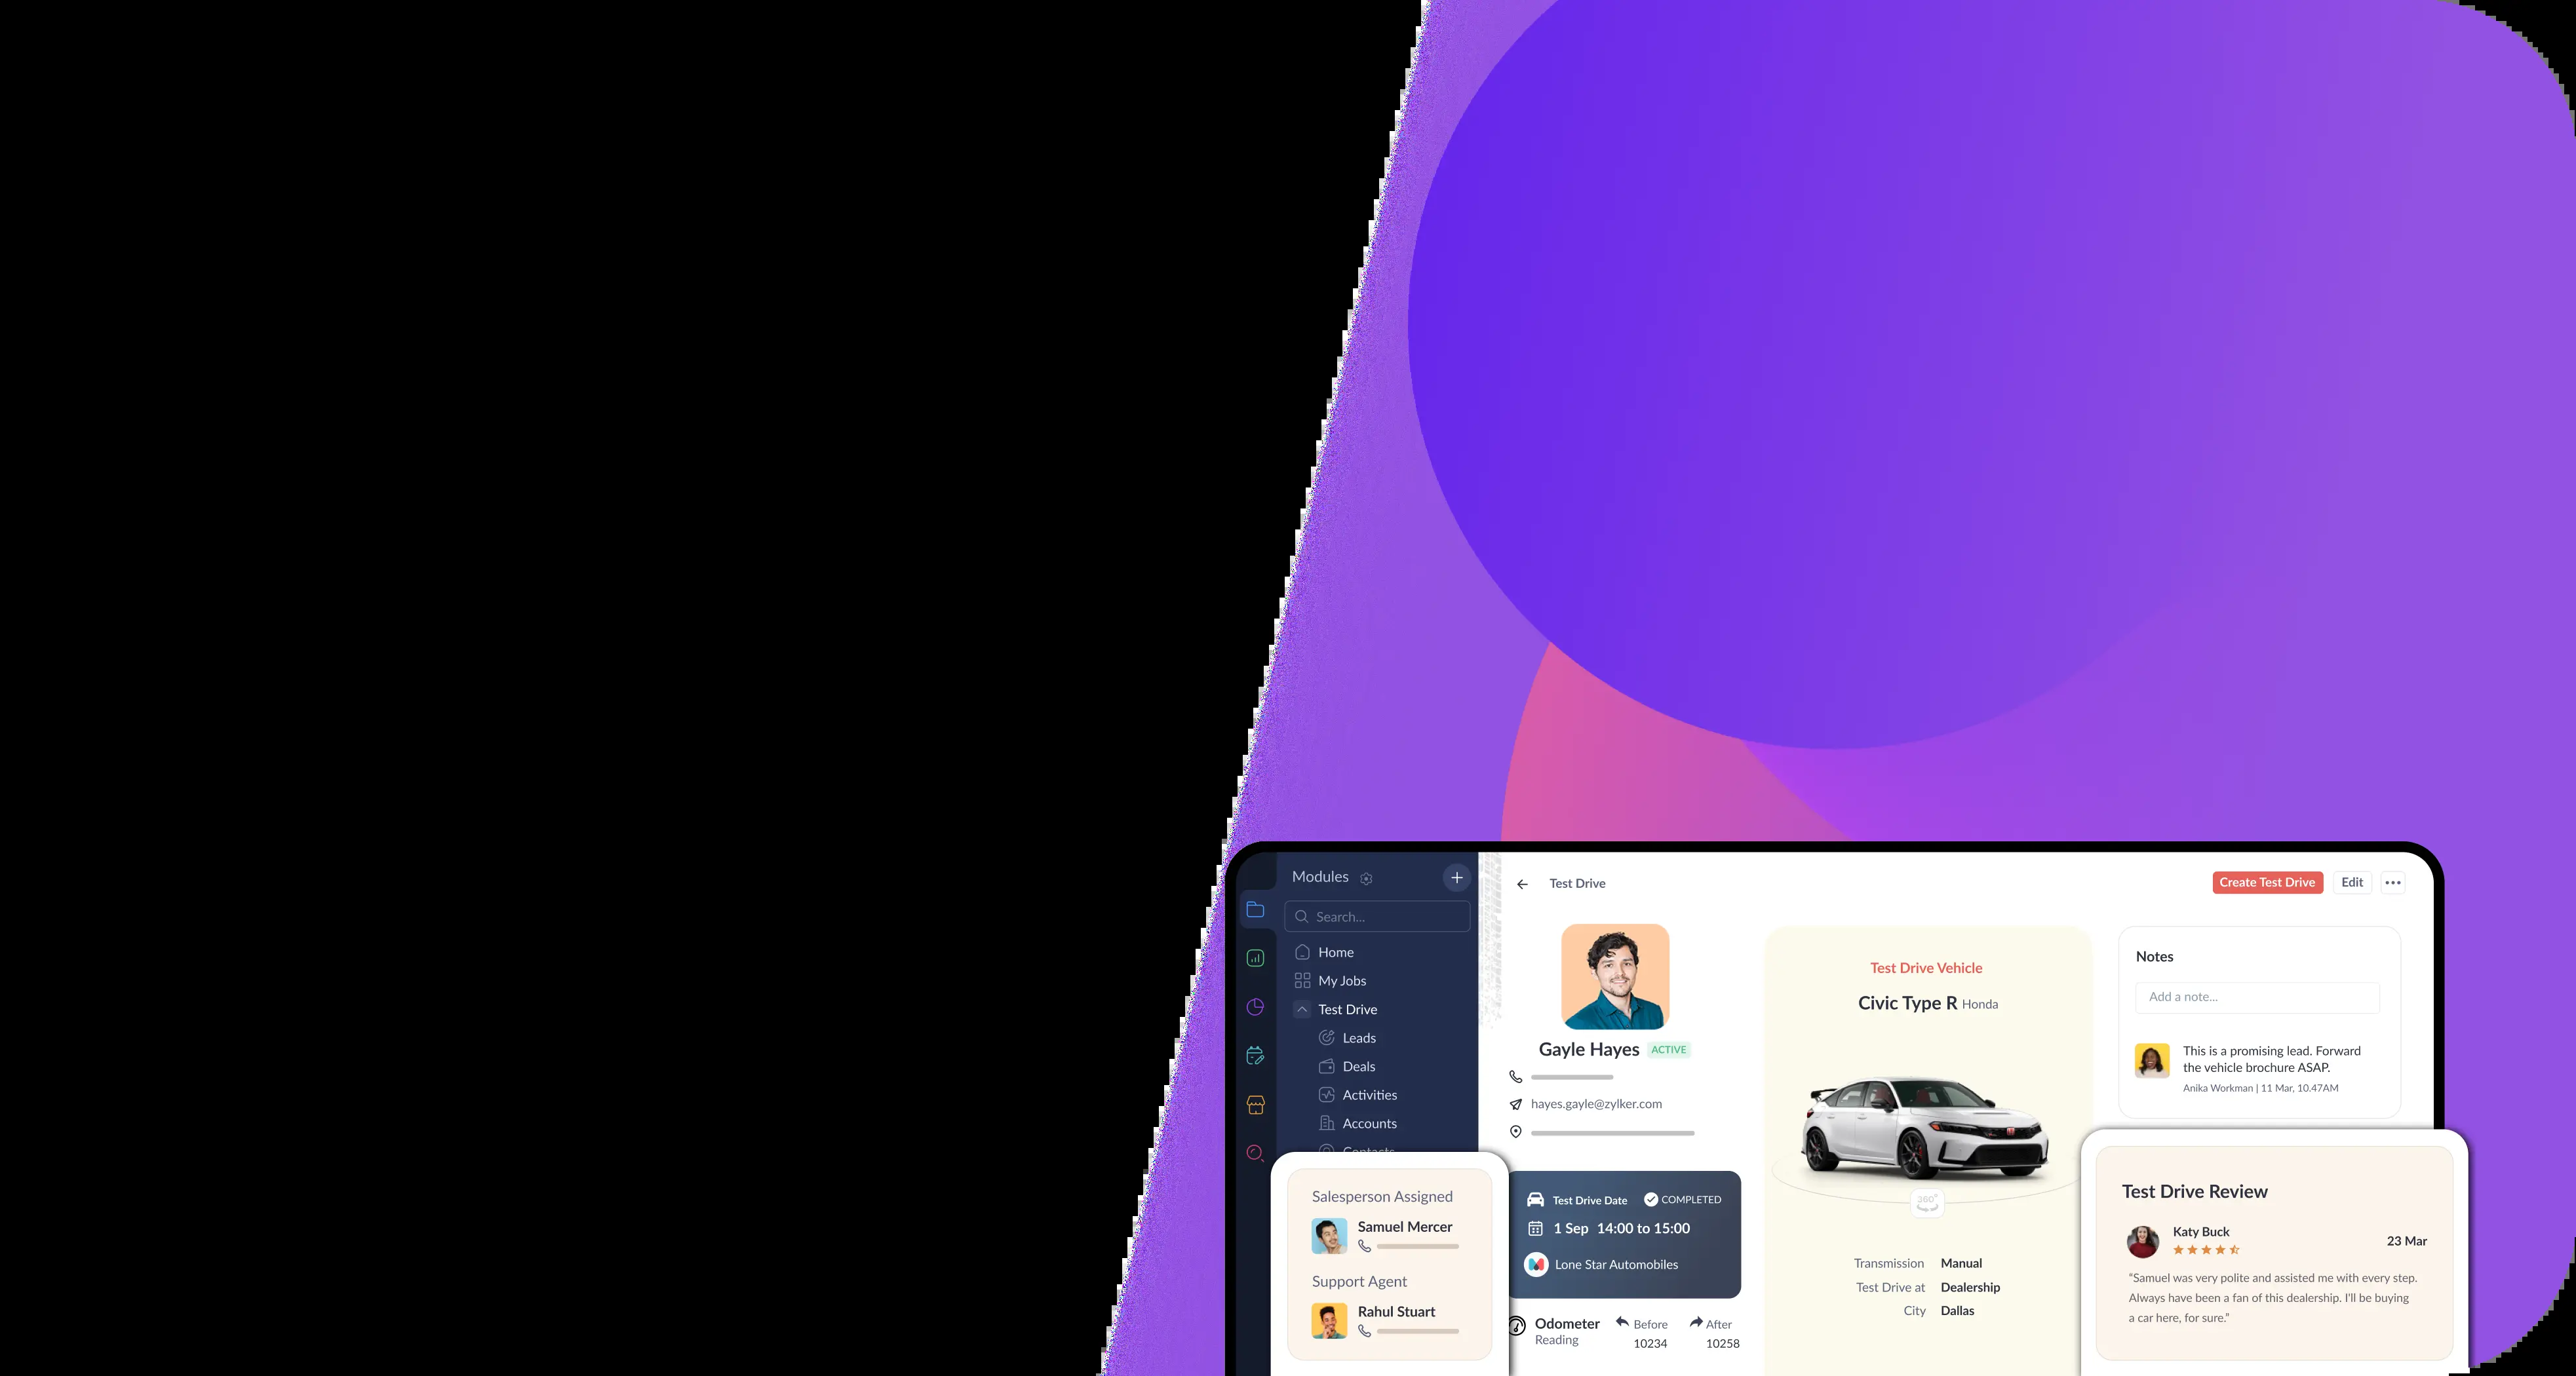 Modules
Search...
Home
My Jobs
Test Drive
Leads
Deals
Activities
Accounts
Contacts
Salesperson Assigned
Samuel Mercer
Support Agent
Rahul Stuart
Test Drive
Create Test Drive
Edit
Gayle Hayes ACTIVE
hayes.gayle@zylker.com
Test Drive Date COMPLETED
1 Sep 14:00 to 15:00
Lone Star Automobiles
Odometer
Reading
Before
10234
After
10258
Test Drive Vehicle
Civic Type R Honda
360°
Transmission Manual
Test Drive at Dealership
City Dallas
Notes
Add a note...
This is a promising lead. Forward
the vehicle brochure ASAP.
Anika Workman | 11 Mar, 10.47AM
Test Drive Review
Katy Buck
23 Mar
“Samuel was very polite and assisted me with every step.
Always have been a fan of this dealership. I'll be buying
a car here, for sure.”